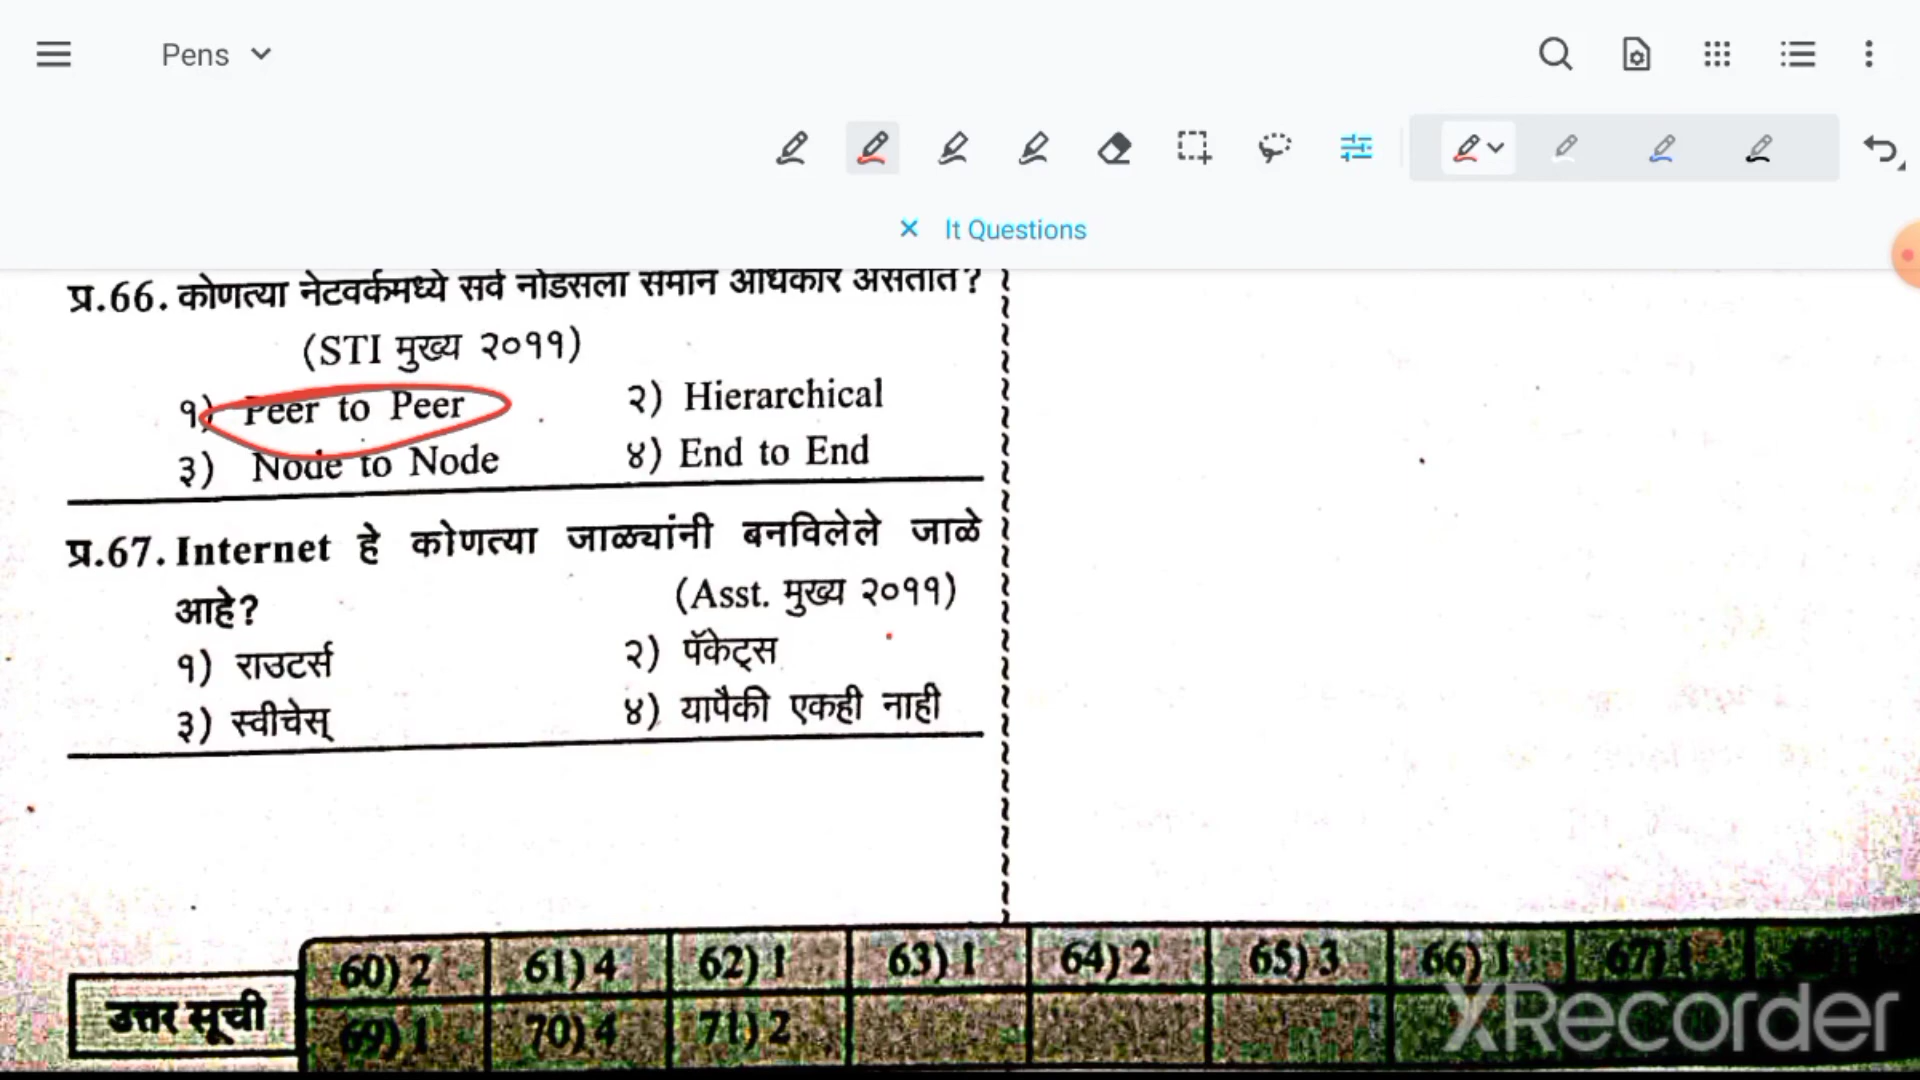 Pens
It Questions
प्र.66. कोणत्या नेटवर्कमध्ये सर्व नोडसला समान अधिकार असतात?
(STI मुख्य २०११)
१) Peer to Peer २) Hierarchical
३) Node to Node ४) End to End
प्र.67. Internet हे कोणत्या जाळ्यांनी बनविलेले जाळे
आहे? (Asst. मुख्य २०११)
१) राउटर्स २) पॅकेट्स
३) स्वीचेस् ४) यापैकी एकही नाही
उत्तर सूची
60) 2 61) 4 62) 1 63) 1 64) 2 65) 3 66) 1 67) 1
69) 1 70) 4 71) 2
XRecorder